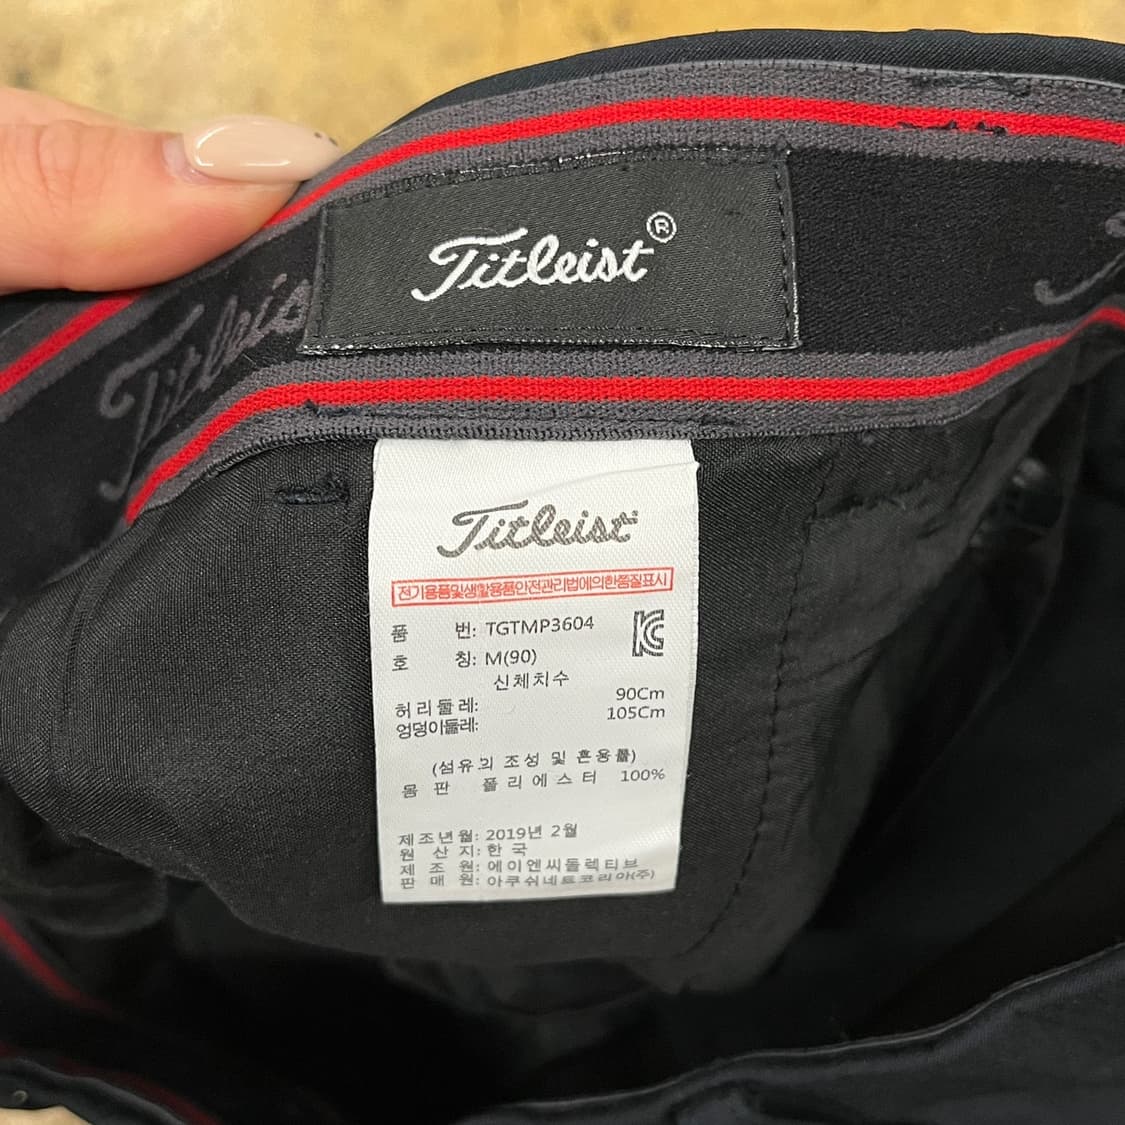 Titleist®
Titleist
Titleist
전기용품및생활용품안전관리법에의한품질표시
품 번: TGTMP3604
호 칭: M(90)
신체치수
허리둘레: 90Cm
엉덩이둘레: 105Cm
(섬유의 조성 및 혼용률)
몸 판 폴리에스터 100%
제조년월: 2019년 2월
원 산 지: 한 국
제 조 원: 에이엔씨돌렉티브
판 매 원: 아쿠쉬네트코리아(주)